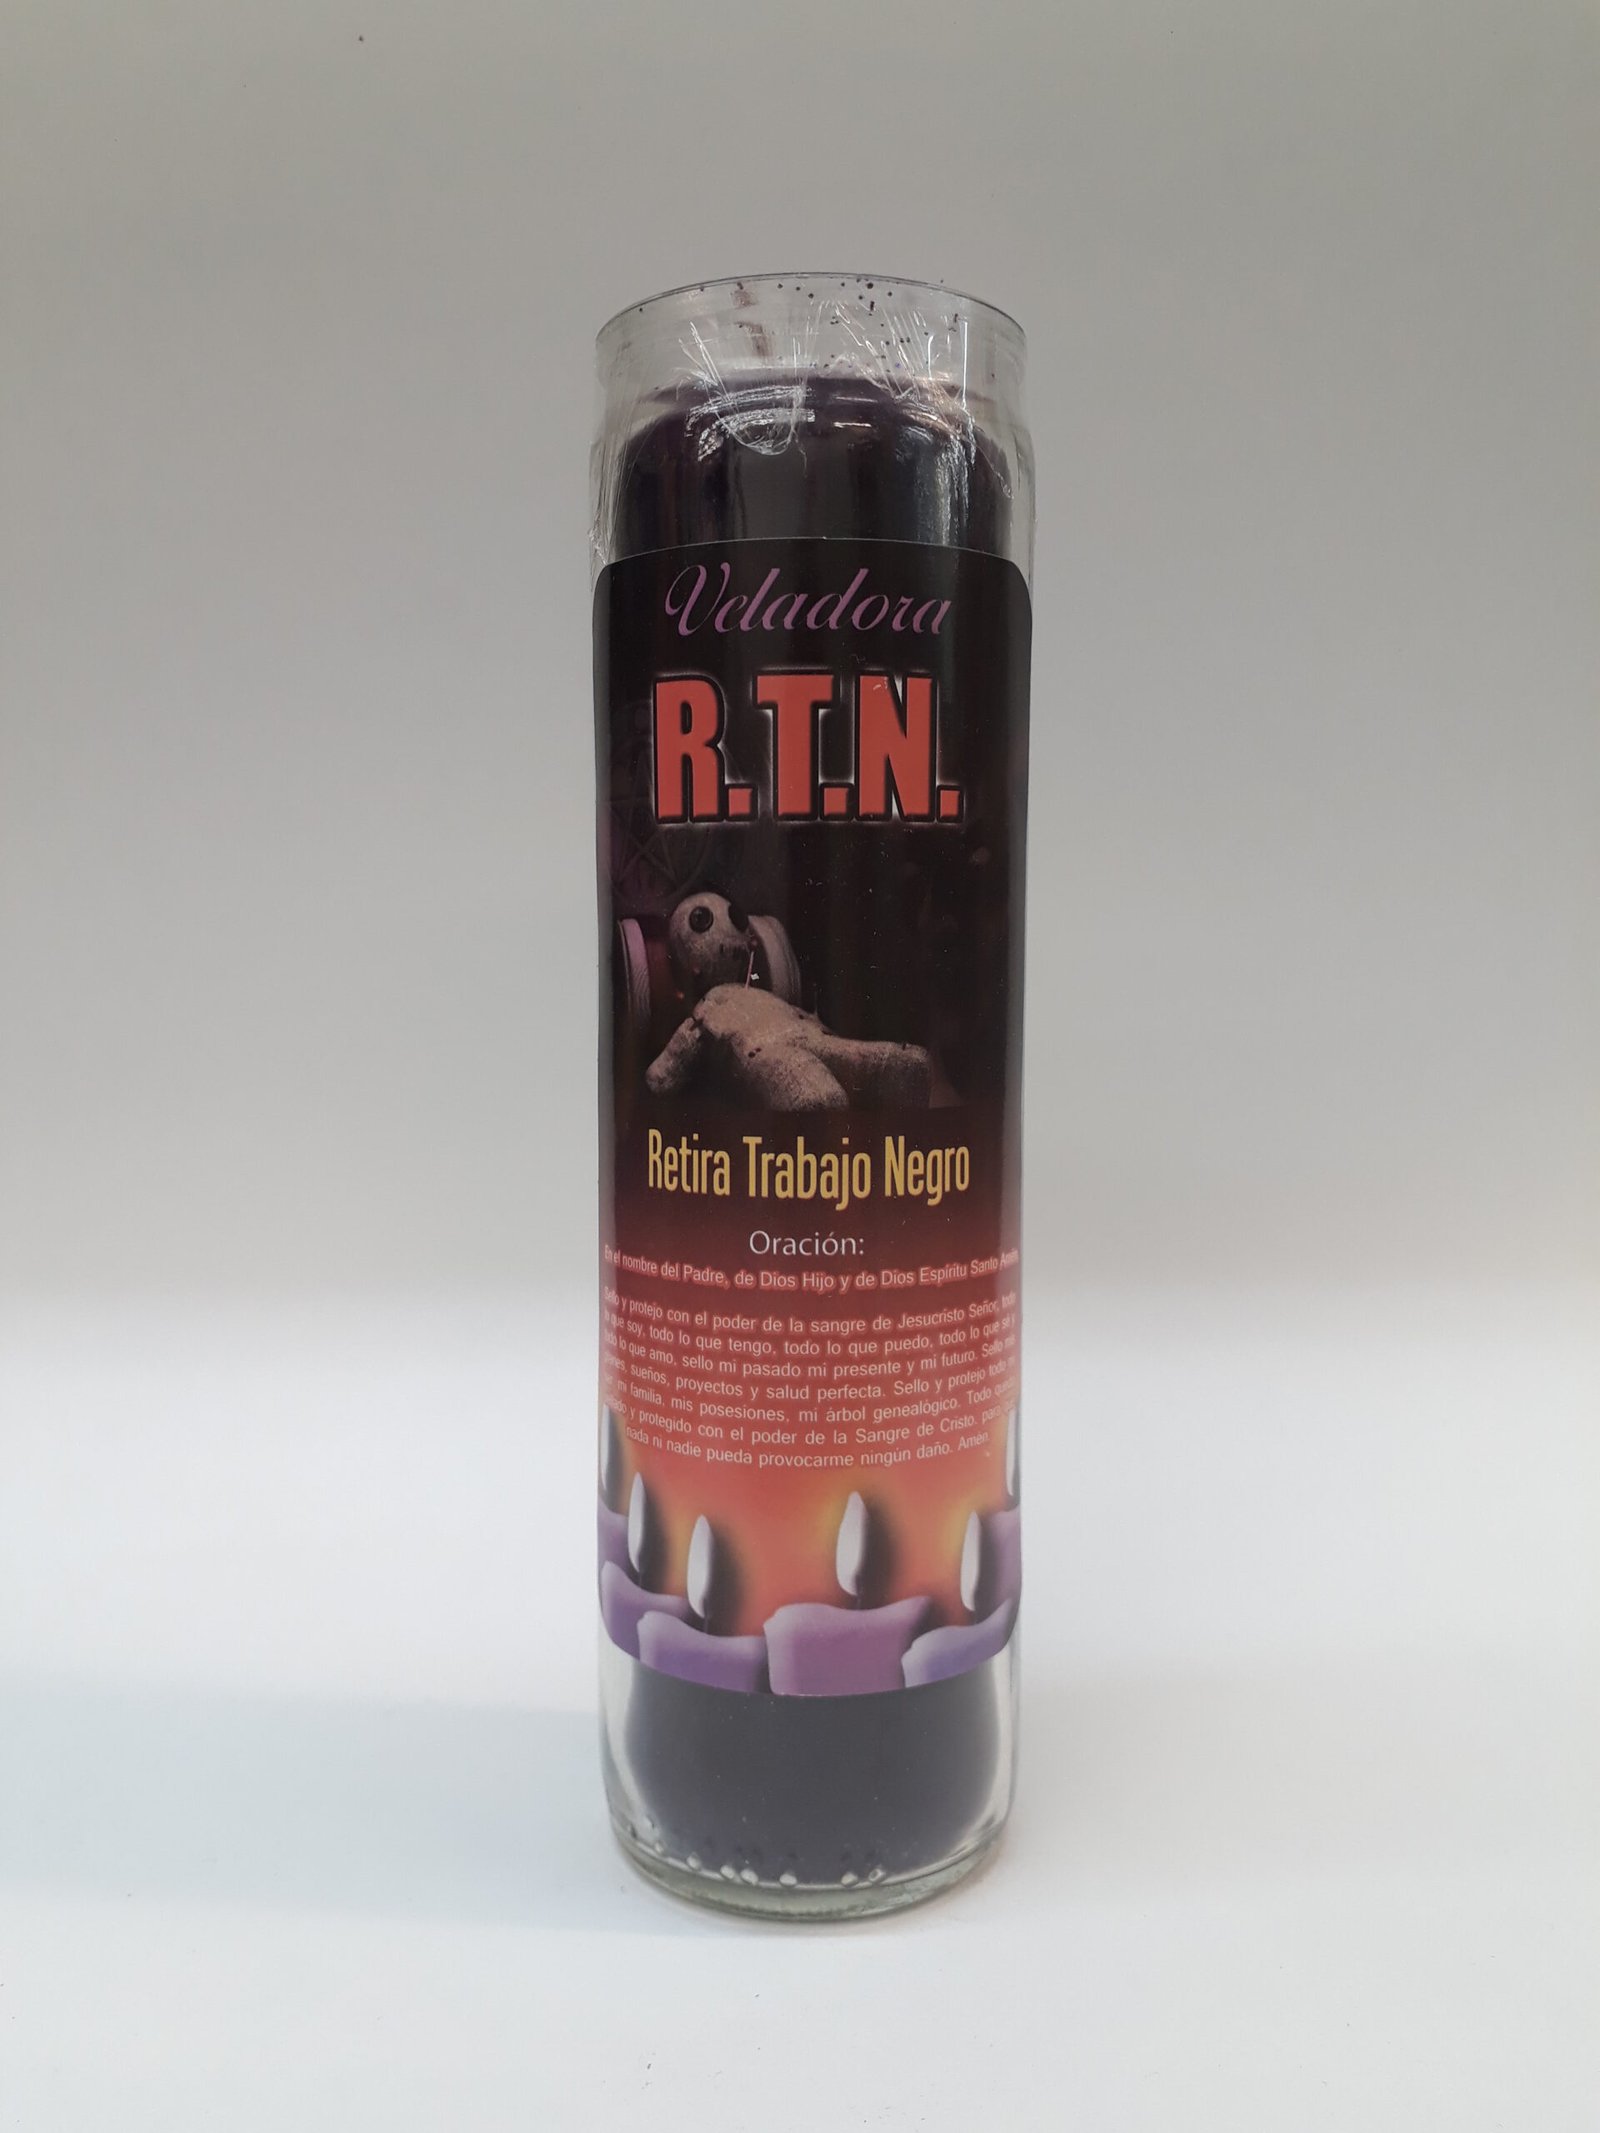 Veladora
R.T.N.
Retira Trabajo Negro
Oración:
En el nombre del Padre, de Dios Hijo y de Dios Espíritu Santo Amén.
Sello y protejo con el poder de la sangre de Jesucristo Señor, todo
lo que soy, todo lo que tengo, todo lo que puedo, todo lo que sé y
todo lo que amo, sello mi pasado mi presente y mi futuro. Sello mis
planes, sueños, proyectos y salud perfecta. Sello y protejo todo mi
ser, mi familia, mis posesiones, mi árbol genealógico. Todo queda
sellado y protegido con el poder de la Sangre de Cristo. para que
nada ni nadie pueda provocarme ningún daño. Amén.